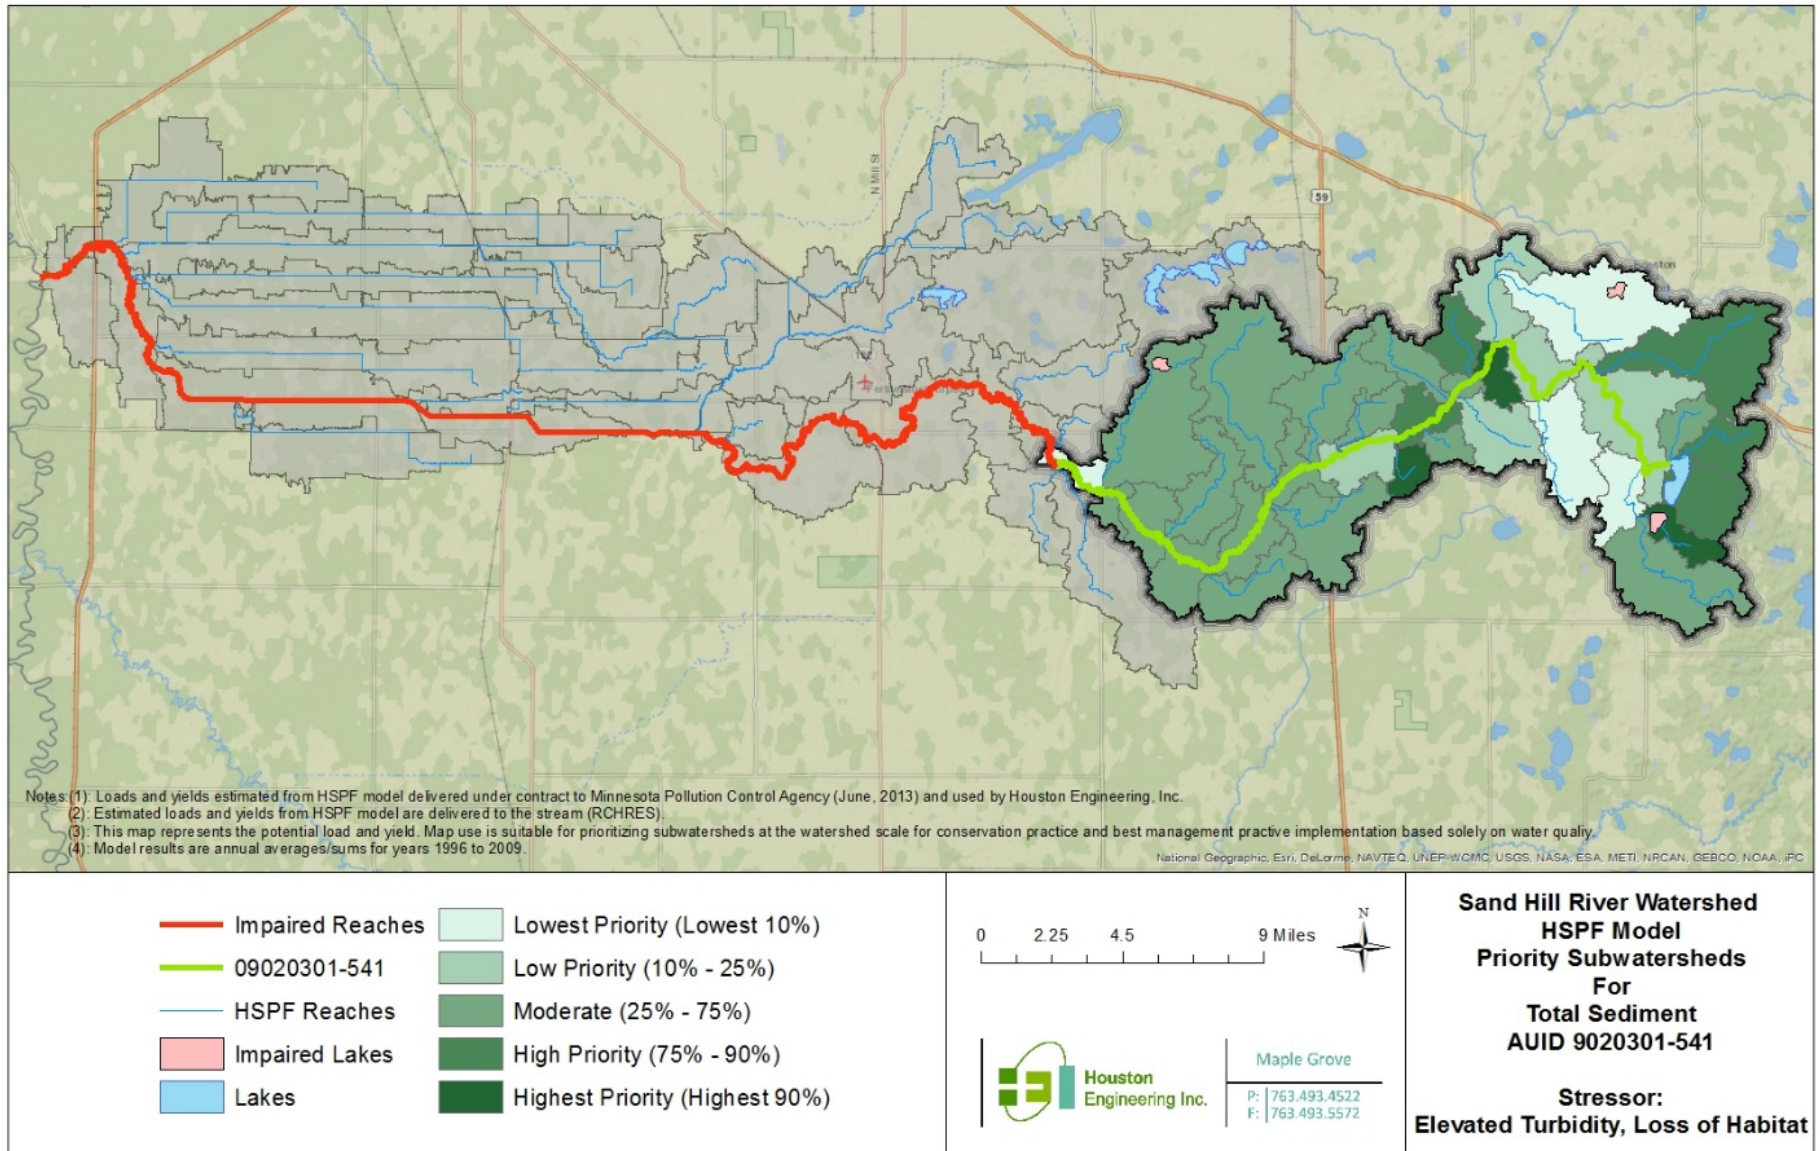 N Mill St
59
Notes:(1): Loads and yields estimated from HSPF model delivered under contract to Minnesota Pollution Control Agency (June, 2013) and used by Houston Engineering, Inc.
(2): Estimated loads and yields from HSPF model are delivered to the stream (RCHRES).
(3): This map represents the potential load and yield. Map use is suitable for prioritizing subwatersheds at the watershed scale for conservation practice and best management practive implementation based solely on water qualiy.
(4): Model results are annual averages/sums for years 1996 to 2009.
National Geographic, Esri, DeLorme, NAVTEQ, UNEP-WCMC, USGS, NASA, ESA, METI, NRCAN, GEBCO, NOAA, iPC
Impaired Reaches
09020301-541
HSPF Reaches
Impaired Lakes
Lakes
Lowest Priority (Lowest 10%)
Low Priority (10% - 25%)
Moderate (25% - 75%)
High Priority (75% - 90%)
Highest Priority (Highest 90%)
0 2.25 4.5 9 Miles
N
Houston
Engineering Inc.
Maple Grove
P: 763.493.4522
F: 763.493.5572
Sand Hill River Watershed
HSPF Model
Priority Subwatersheds
For
Total Sediment
AUID 9020301-541
Stressor:
Elevated Turbidity, Loss of Habitat